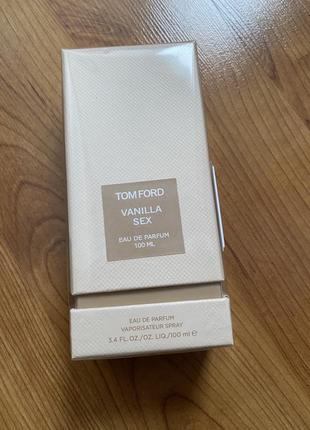 TOM FORD
VANILLA
SEX
EAU DE PARFUM
100 ML
EAU DE PARFUM
VAPORISATEUR SPRAY
3.4 FL. OZ./OZ. LIQ./100 ml ℮